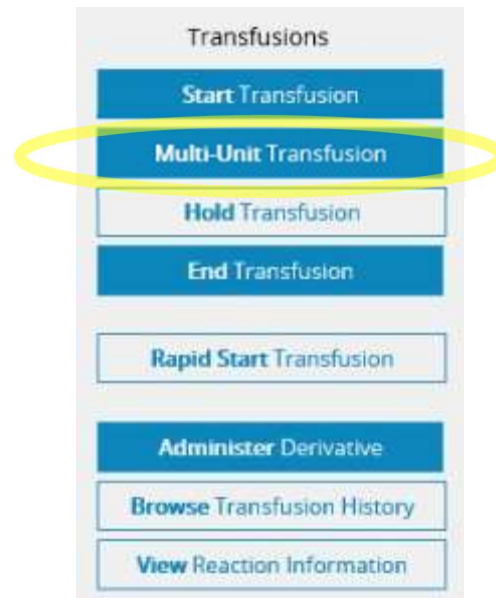 Transfusions
Start Transfusion
Multi-Unit Transfusion
Hold Transfusion
End Transfusion
Rapid Start Transfusion
Administer Derivative
Browse Transfusion History
View Reaction Information